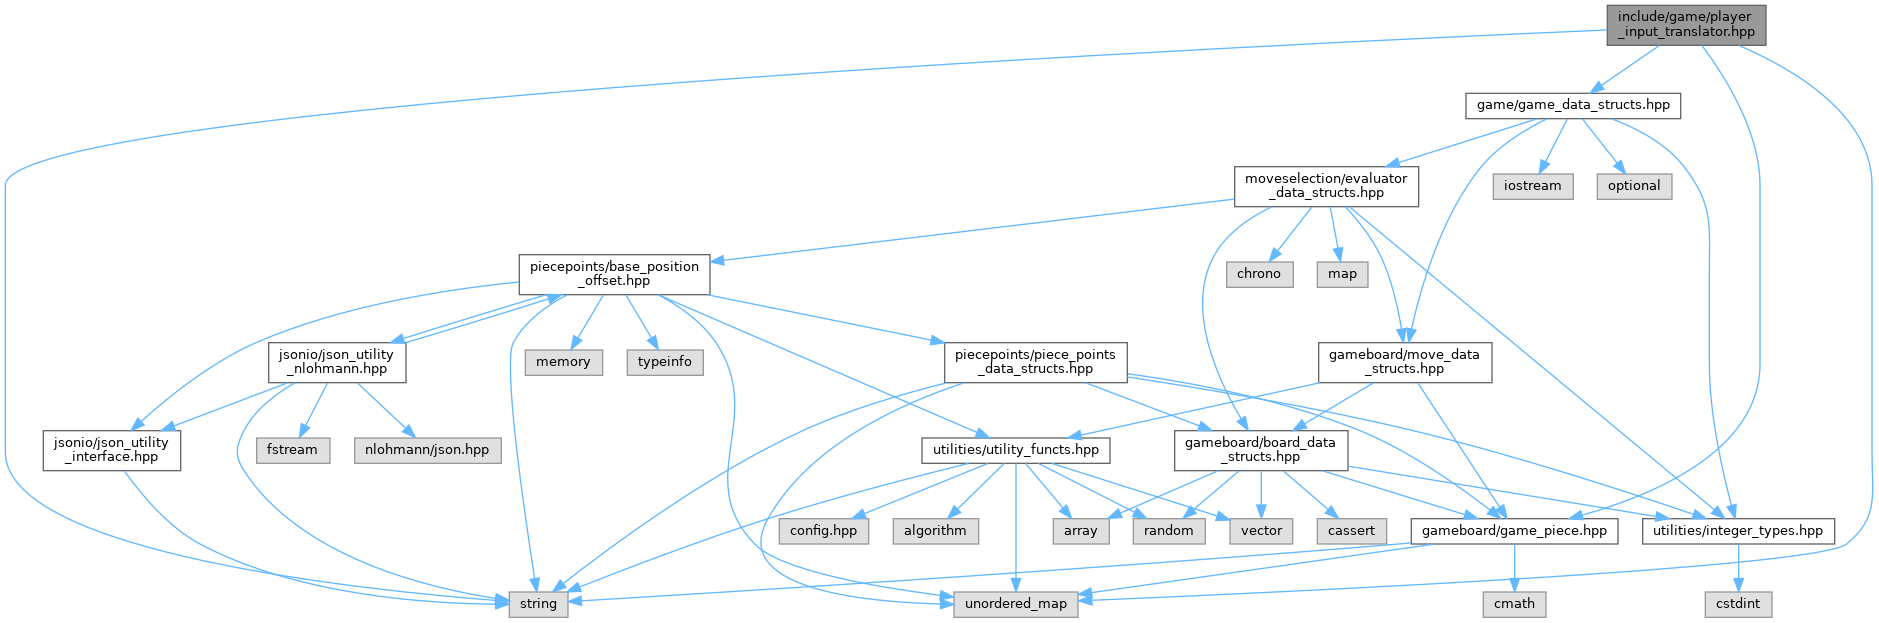 include/game/player
_input_translator.hpp
game/game_data_structs.hpp
moveselection/evaluator
_data_structs.hpp
iostream
optional
piecepoints/base_position
_offset.hpp
chrono
map
jsonio/json_utility
_nlohmann.hpp
memory
typeinfo
piecepoints/piece_points
_data_structs.hpp
gameboard/move_data
_structs.hpp
jsonio/json_utility
_interface.hpp
fstream
nlohmann/json.hpp
utilities/utility_functs.hpp
gameboard/board_data
_structs.hpp
config.hpp
algorithm
array
random
vector
cassert
gameboard/game_piece.hpp
utilities/integer_types.hpp
string
unordered_map
cmath
cstdint